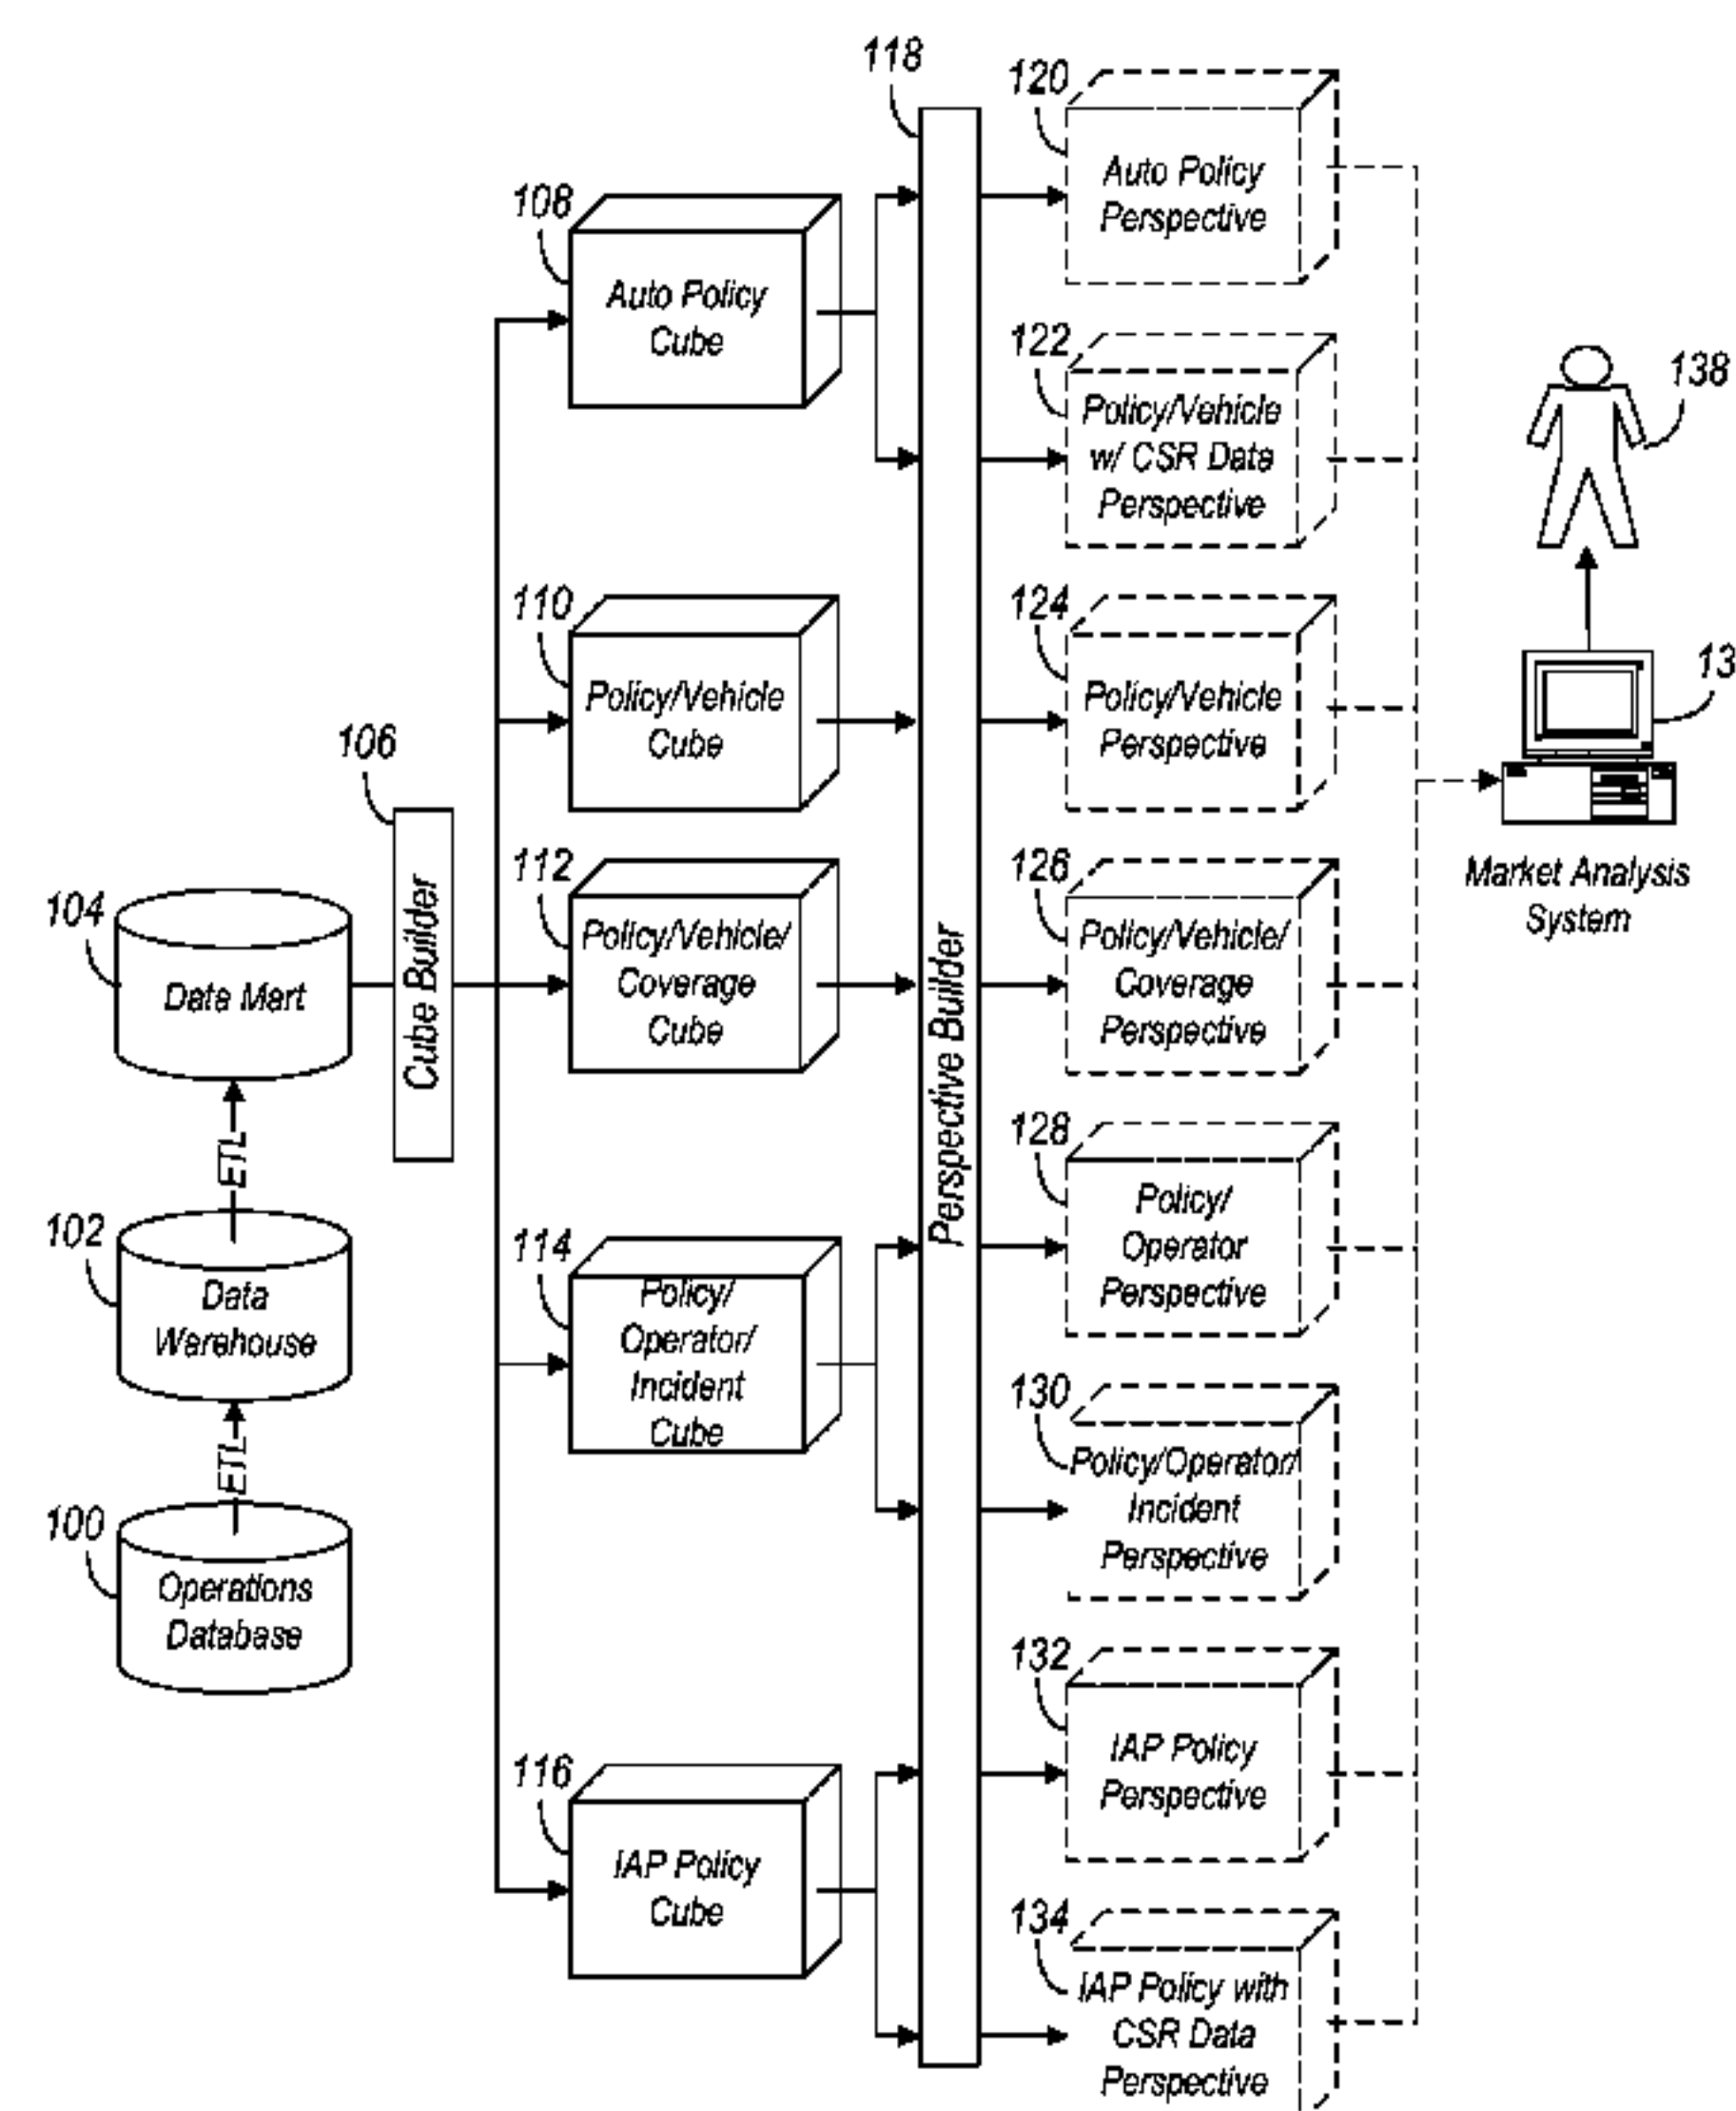 118
120
Auto Policy
Perspective
108
Auto Policy
Cube
122
Policy/Vehicle
w/ CSR Data
Perspective
138
110
Policy/Vehicle
Cube
124
Policy/Vehicle
Perspective
13
106
Cube Builder
112
Policy/Vehicle/
Coverage
Cube
Perspective Builder
126
Policy/Vehicle/
Coverage
Perspective
Market Analysis
System
104
Data Mart
ETL
102
Data
Warehouse
ETL
100
Operations
Database
114
Policy/
Operator/
Incident
Cube
128
Policy/
Operator
Perspective
130
Policy/Operator/
Incident
Perspective
132
IAP Policy
Perspective
116
IAP Policy
Cube
134
IAP Policy with
CSR Data
Perspective